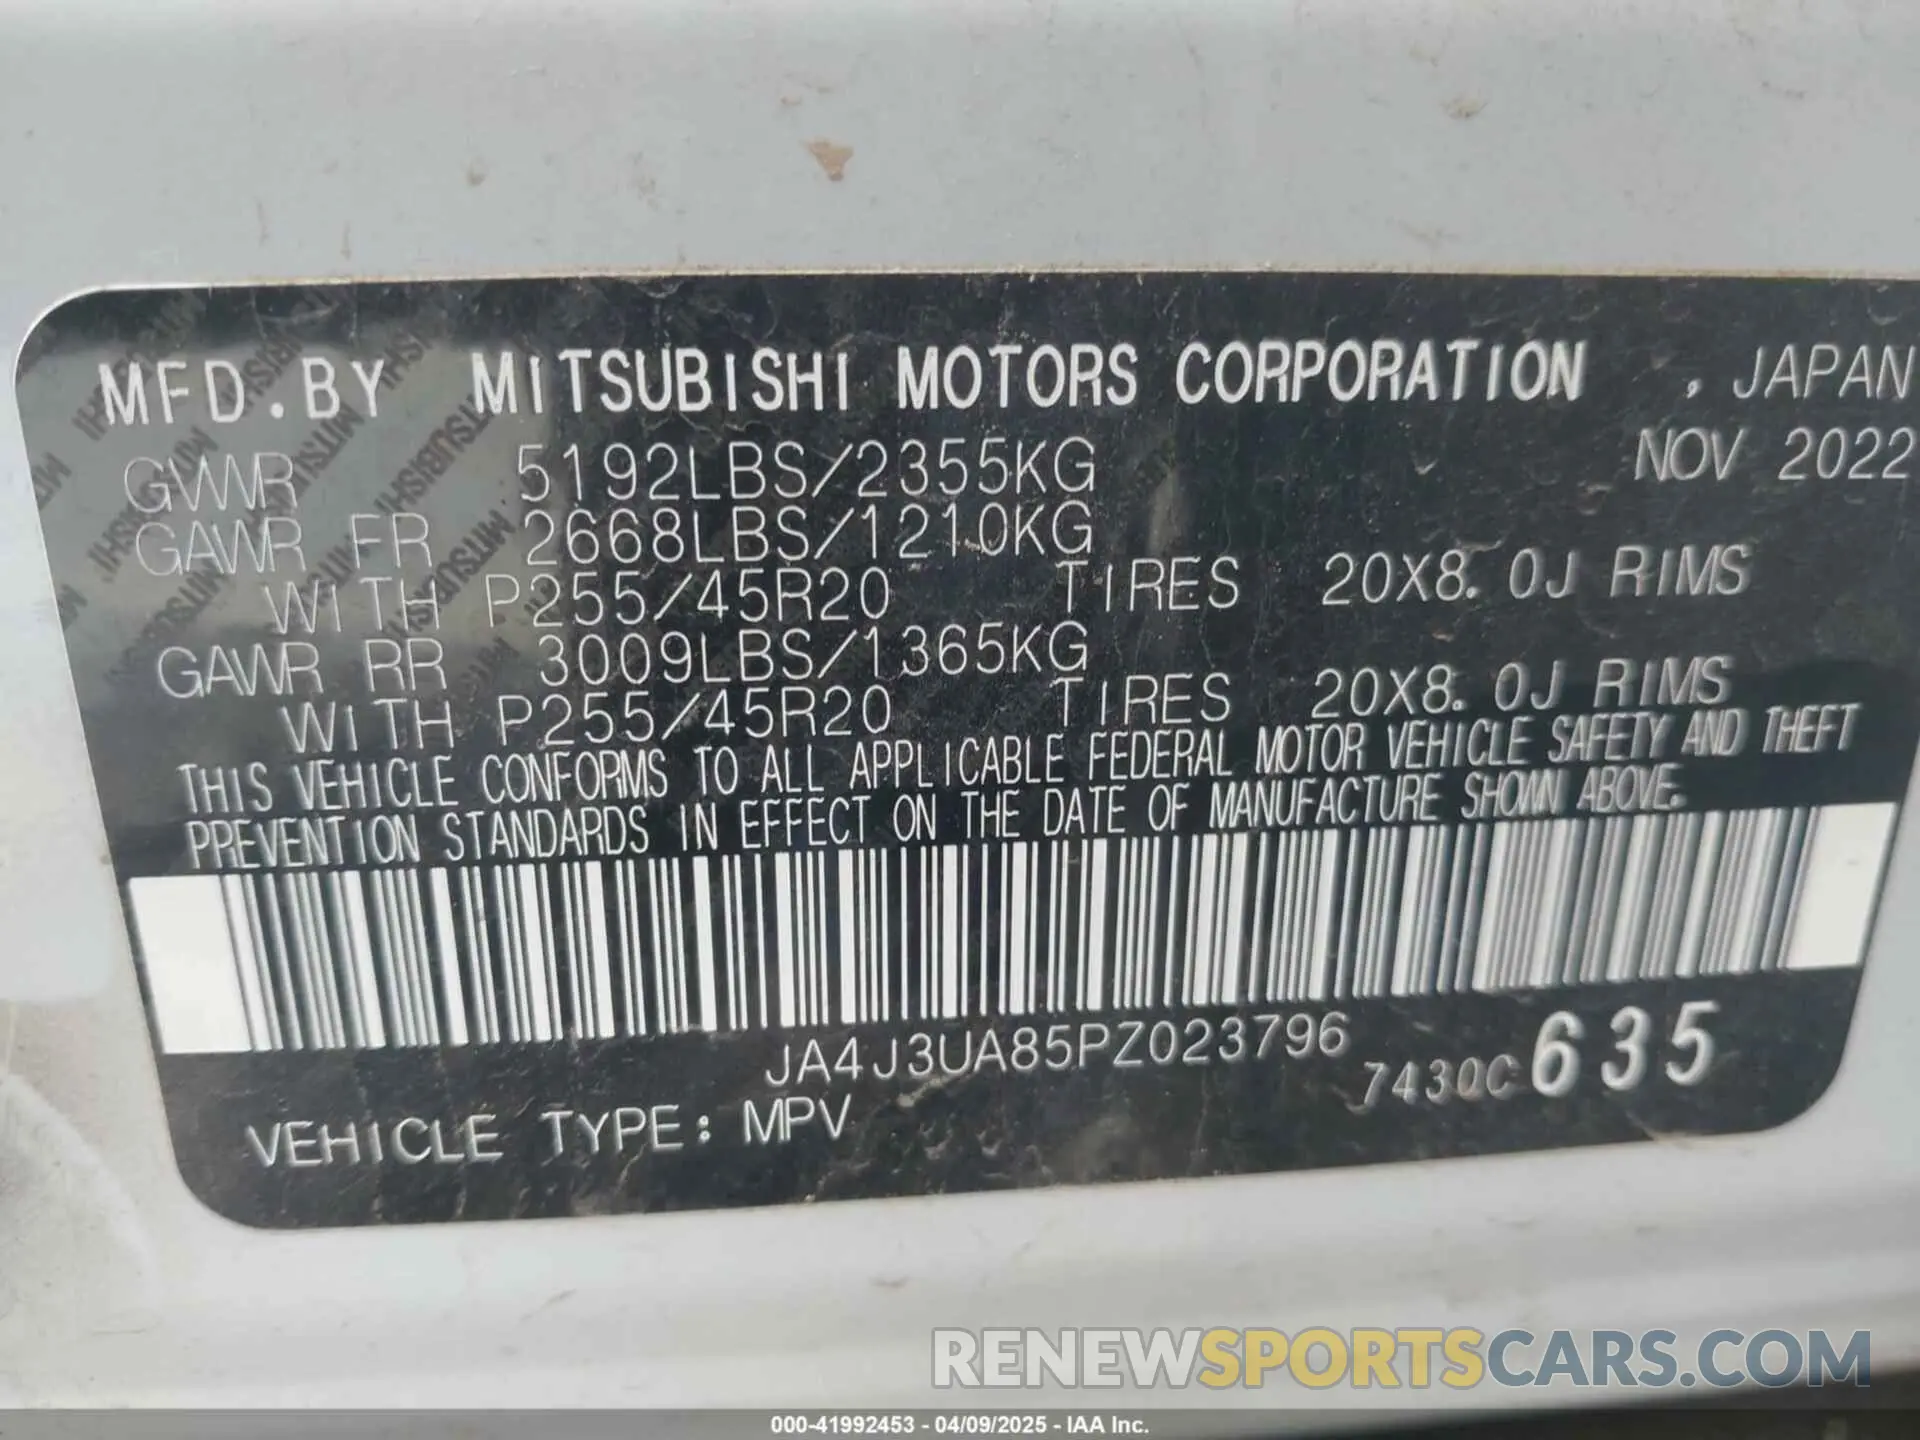 MFD.BY MITSUBISHI MOTORS CORPORATION , JAPAN
GVWR 5192LBS/2355KG NOV 2022
GAWR FR 2668LBS/1210KG
WITH P255/45R20 TIRES 20X8.0J RIMS
GAWR RR 3009LBS/1365KG
WITH P255/45R20 TIRES 20X8.0J RIMS
THIS VEHICLE CONFORMS TO ALL APPLICABLE FEDERAL MOTOR VEHICLE SAFETY AND THEFT
PREVENTION STANDARDS IN EFFECT ON THE DATE OF MANUFACTURE SHOWN ABOVE.
JA4J3UA85PZ023796 7430C635
VEHICLE TYPE: MPV
RENEWSPORTSCARS.COM
000-41992453 - 04/09/2025 - IAA Inc.